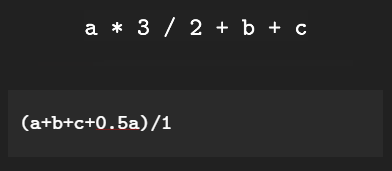 a * 3 / 2 + b + c
(a+b+c+0.5a)/1